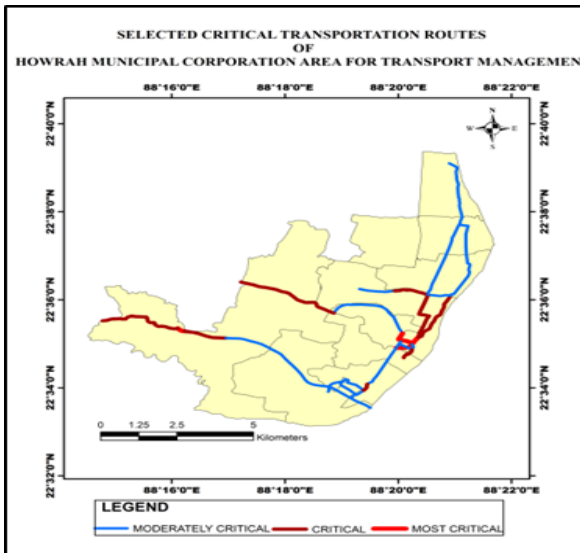 SELECTED CRITICAL TRANSPORTATION ROUTES
OF
HOWRAH MUNICIPAL CORPORATION AREA FOR TRANSPORT MANAGEMEN
88°16'0"E 88°18'0"E 88°20'0"E 88°22'0"E
N
W E
S
22°40'0"N 22°40'0"N
22°38'0"N 22°38'0"N
22°36'0"N 22°36'0"N
22°34'0"N 22°34'0"N
0 1.25 2.5 5
Kilometers
22°32'0"N 22°32'0"N
88°16'0"E 88°18'0"E 88°20'0"E 88°22'0"E
LEGEND
MODERATELY CRITICAL CRITICAL MOST CRITICAL